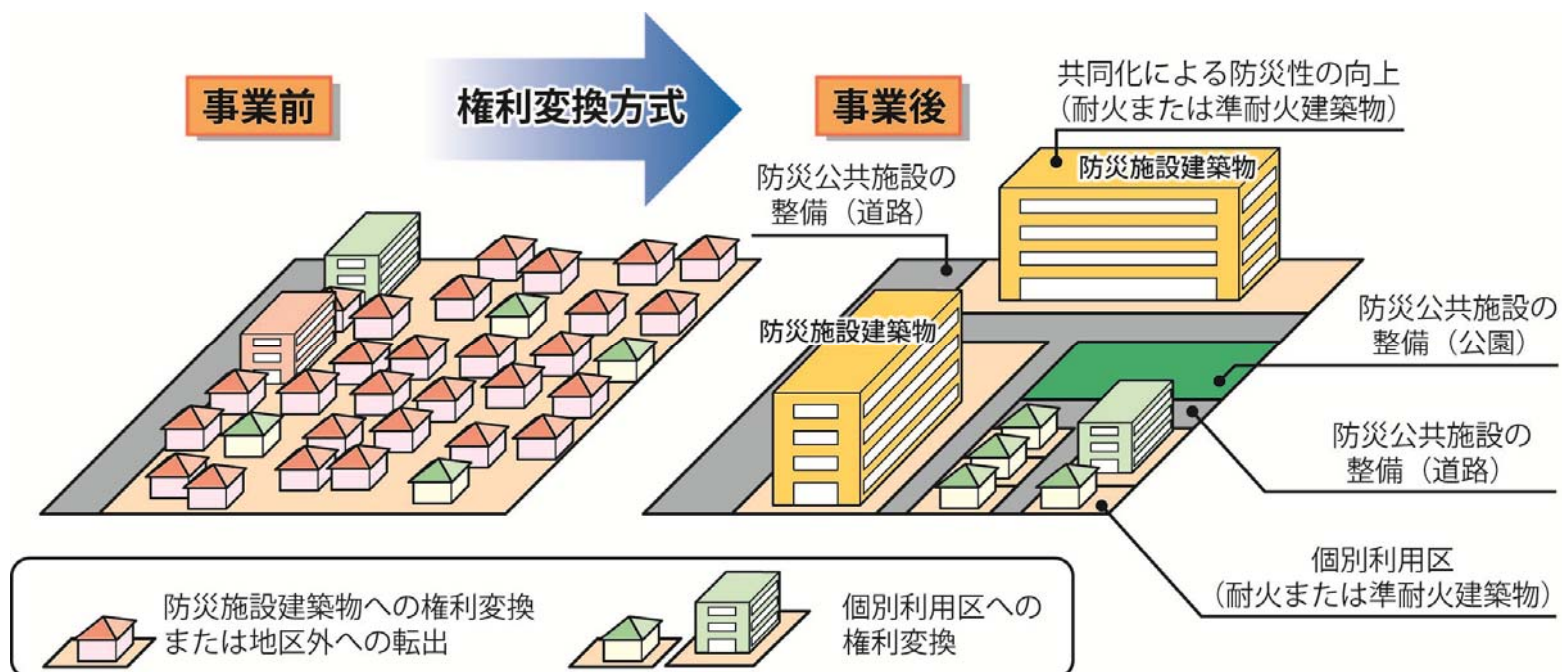 事業前
権利変換方式
事業後
共同化による防災性の向上
（耐火または準耐火建築物）
防災公共施設の
整備（道路）
防災施設建築物
防災施設建築物
防災公共施設の
整備（公園）
防災公共施設の
整備（道路）
個別利用区
（耐火または準耐火建築物）
防災施設建築物への権利変換
または地区外への転出
個別利用区への
権利変換